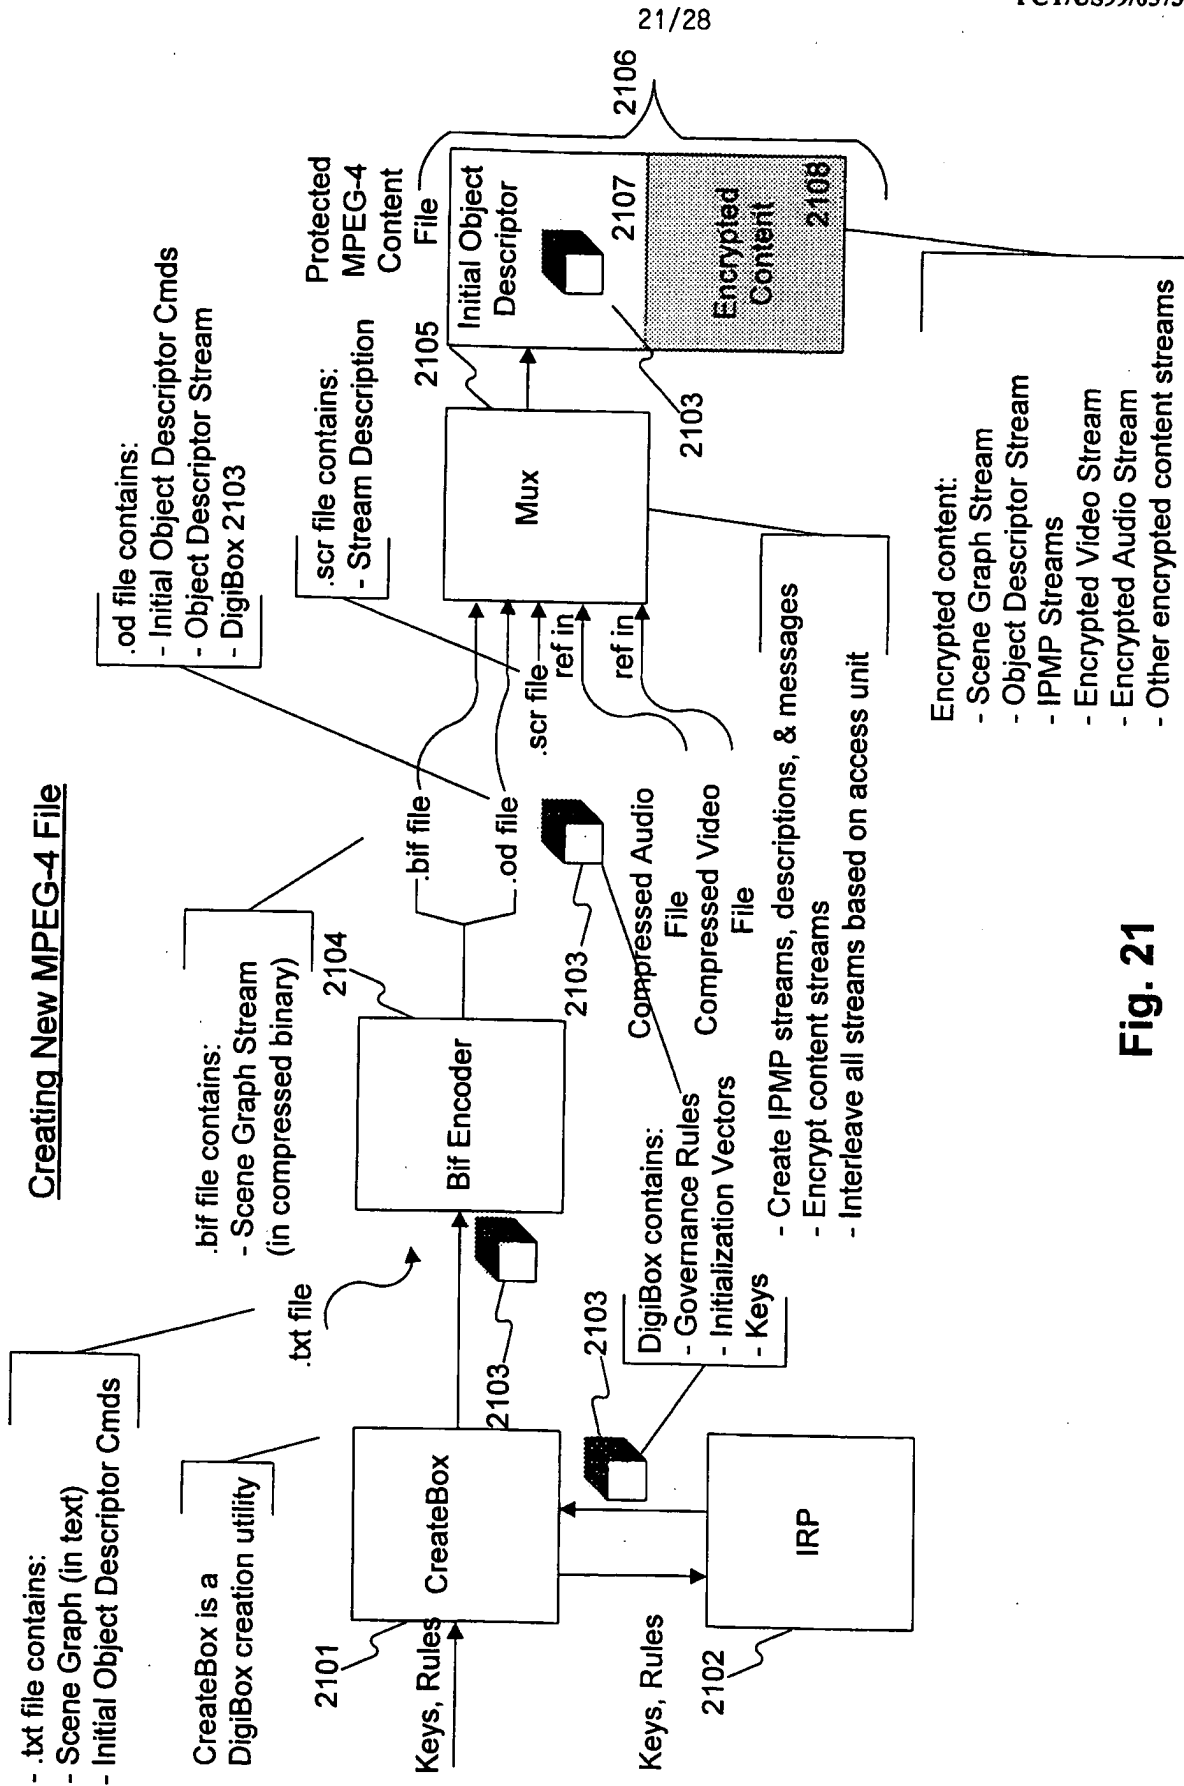 21/28
Creating New MPEG-4 File
- .txt file contains:
- Scene Graph (in text)
- Initial Object Descriptor Cmds
CreateBox is a
DigiBox creation utility
.txt file
.bif file contains:
- Scene Graph Stream
(in compressed binary)
.od file contains:
- Initial Object Descriptor Cmds
- Object Descriptor Stream
- DigiBox 2103
.scr file contains:
- Stream Description
Protected
MPEG-4
Content
File
2101
Keys, Rules
CreateBox
2103
2104
Bif Encoder
.bif file
.od file
.scr file
ref in
ref in
2105
Mux
Initial Object
Descriptor
2107
Encrypted
Content
2108
2106
2103
2103
Compressed Audio
File
Compressed Video
File
Keys, Rules
2103
2102
IRP
DigiBox contains:
- Governance Rules
- Initialization Vectors
- Keys
- Create IPMP streams, descriptions, & messages
- Encrypt content streams
- Interleave all streams based on access unit
Encrypted content:
- Scene Graph Stream
- Object Descriptor Stream
- IPMP Streams
- Encrypted Video Stream
- Encrypted Audio Stream
- Other encrypted content streams
Fig. 21